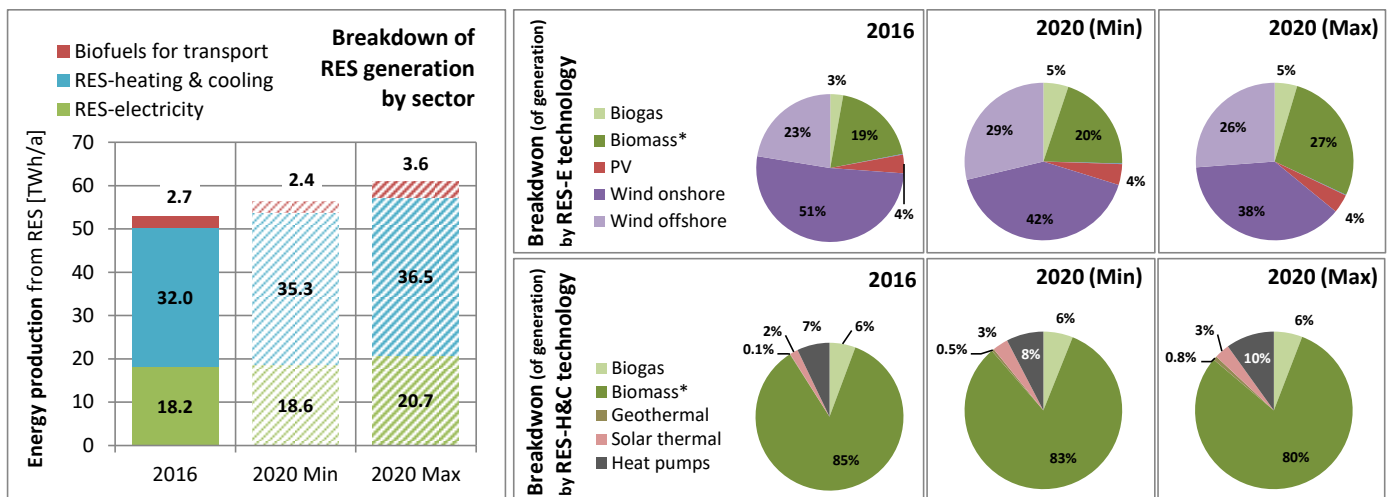 Breakdown of
RES generation
by sector
Biofuels for transport
RES-heating & cooling
RES-electricity
Energy production from RES [TWh/a]
70
60
50
40
30
20
10
0
2.7
32.0
18.2
2.4
35.3
18.6
3.6
36.5
20.7
2016
2020 Min
2020 Max
Breakdwon (of generation)
by RES-E technology
Biogas
Biomass*
PV
Wind onshore
Wind offshore
2016
3%
19%
4%
51%
23%
2020 (Min)
5%
20%
4%
42%
29%
2020 (Max)
5%
27%
4%
38%
26%
Breakdwon (of generation)
by RES-H&C technology
Biogas
Biomass*
Geothermal
Solar thermal
Heat pumps
2016
6%
85%
0.1%
2%
7%
2020 (Min)
6%
83%
0.5%
3%
8%
2020 (Max)
6%
80%
0.8%
3%
10%